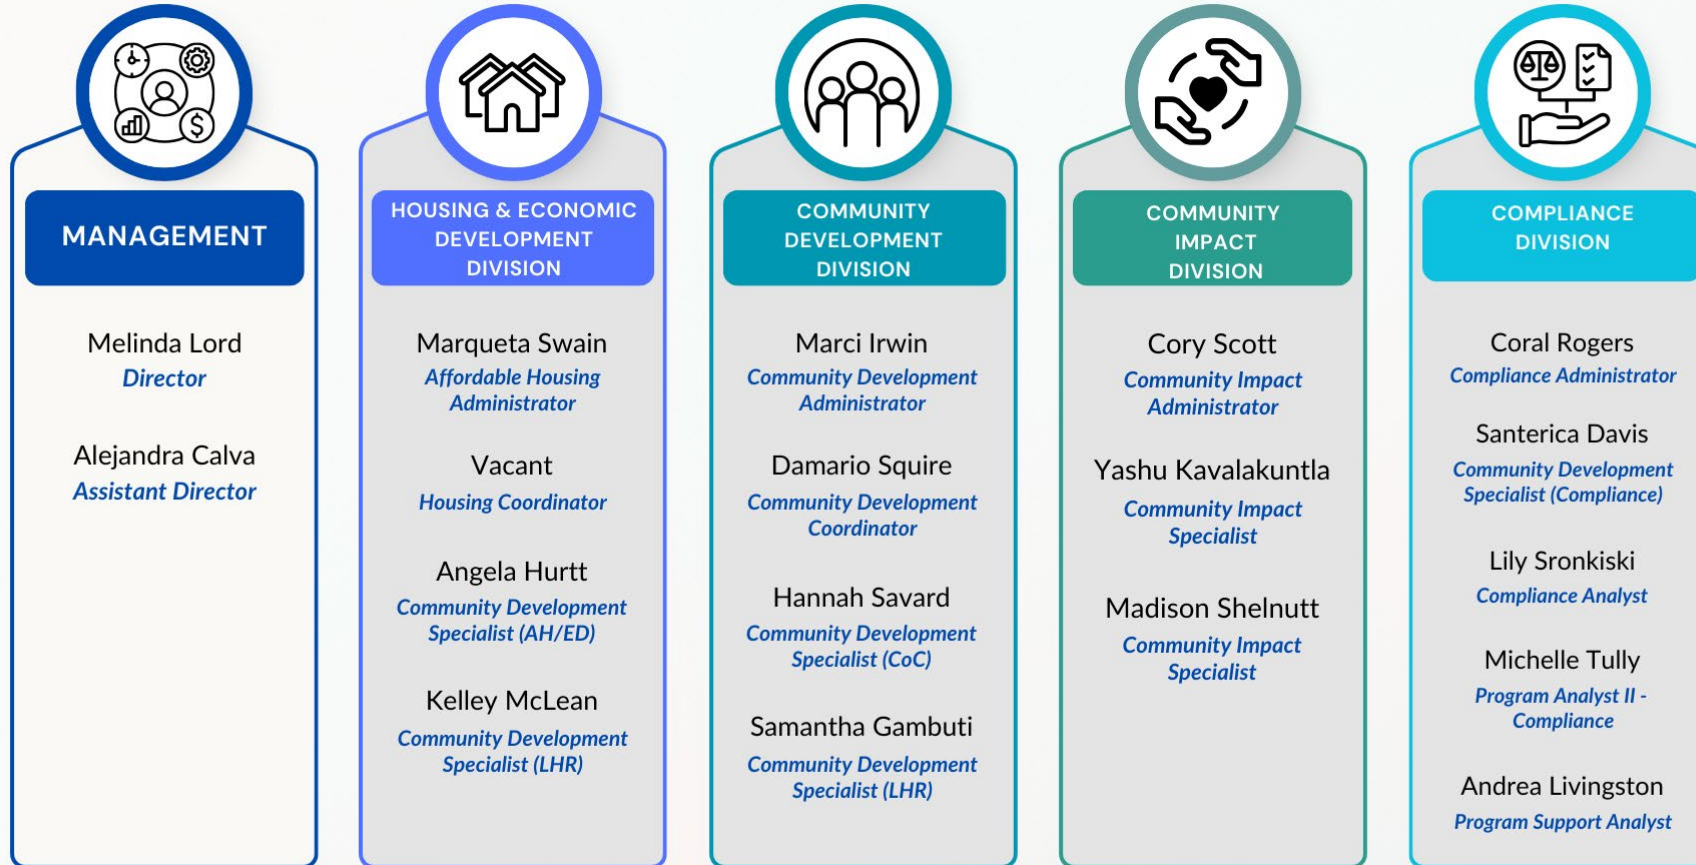 MANAGEMENT
Melinda Lord
Director
Alejandra Calva
Assistant Director
HOUSING & ECONOMIC
DEVELOPMENT
DIVISION
Marqueta Swain
Affordable Housing
Administrator
Vacant
Housing Coordinator
Angela Hurtt
Community Development
Specialist (AH/ED)
Kelley McLean
Community Development
Specialist (LHR)
COMMUNITY
DEVELOPMENT
DIVISION
Marci Irwin
Community Development
Administrator
Damario Squire
Community Development
Coordinator
Hannah Savard
Community Development
Specialist (CoC)
Samantha Gambuti
Community Development
Specialist (LHR)
COMMUNITY
IMPACT
DIVISION
Cory Scott
Community Impact
Administrator
Yashu Kavalakuntla
Community Impact
Specialist
Madison Shelnutt
Community Impact
Specialist
COMPLIANCE
DIVISION
Coral Rogers
Compliance Administrator
Santerica Davis
Community Development
Specialist (Compliance)
Lily Sronkiski
Compliance Analyst
Michelle Tully
Program Analyst II -
Compliance
Andrea Livingston
Program Support Analyst